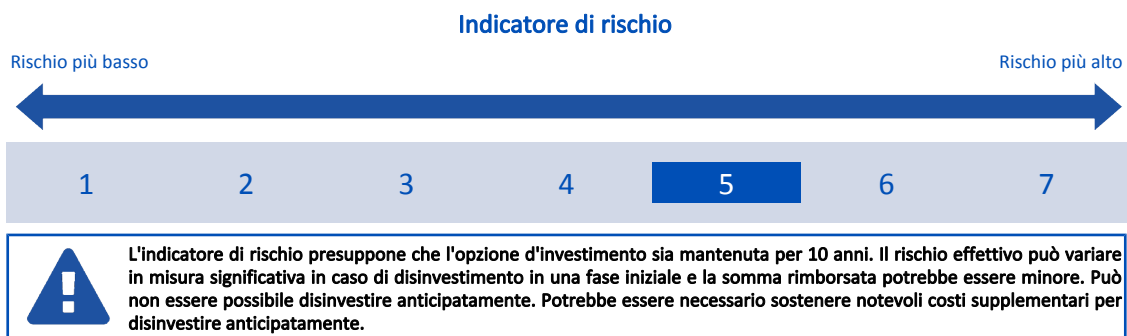 Indicatore di rischio
Rischio più basso Rischio più alto
1 2 3 4 5 6 7
L'indicatore di rischio presuppone che l'opzione d'investimento sia mantenuta per 10 anni. Il rischio effettivo può variare
in misura significativa in caso di disinvestimento in una fase iniziale e la somma rimborsata potrebbe essere minore. Può
non essere possibile disinvestire anticipatamente. Potrebbe essere necessario sostenere notevoli costi supplementari per
disinvestire anticipatamente.